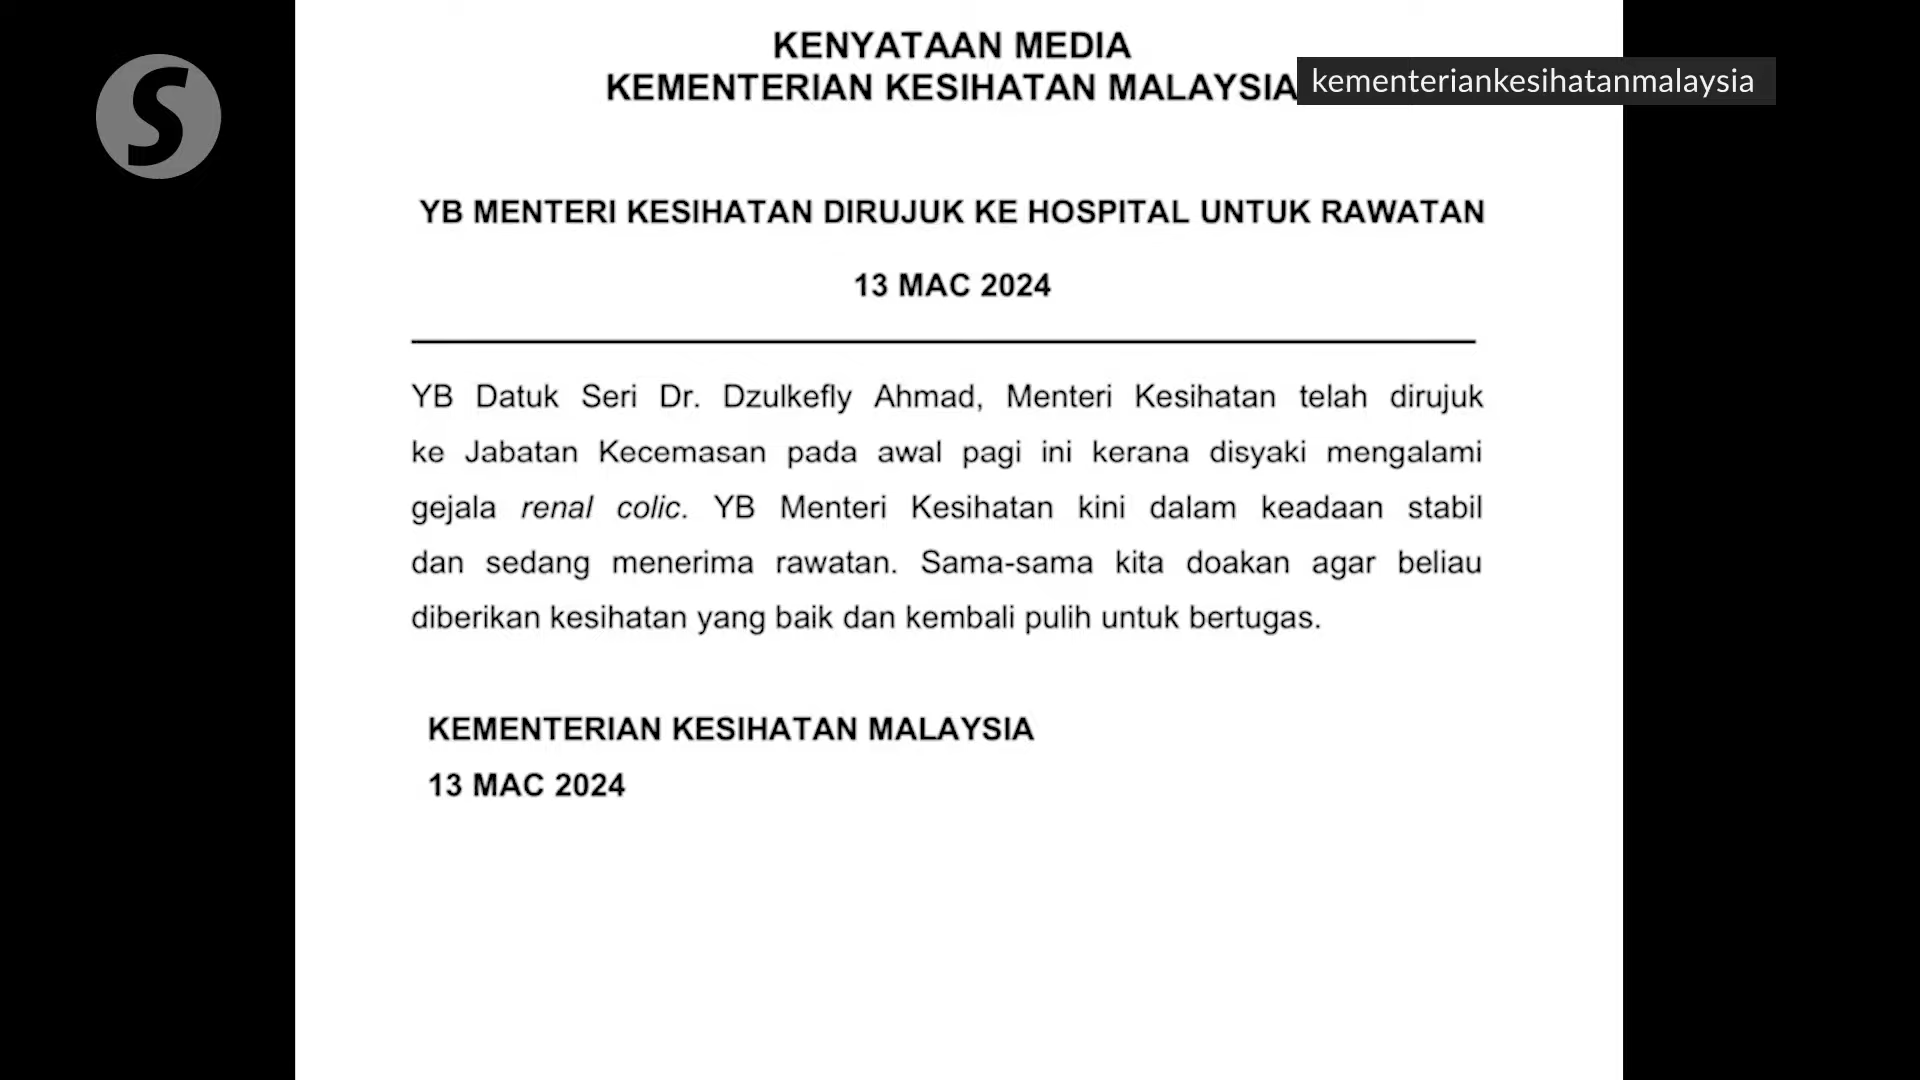 KENYATAAN MEDIA
KEMENTERIAN KESIHATAN MALAYSIA
kementeriankesihatanmalaysia
S
YB MENTERI KESIHATAN DIRUJUK KE HOSPITAL UNTUK RAWATAN
13 MAC 2024
YB Datuk Seri Dr. Dzulkefly Ahmad, Menteri Kesihatan telah dirujuk
ke Jabatan Kecemasan pada awal pagi ini kerana disyaki mengalami
gejala renal colic. YB Menteri Kesihatan kini dalam keadaan stabil
dan sedang menerima rawatan. Sama-sama kita doakan agar beliau
diberikan kesihatan yang baik dan kembali pulih untuk bertugas.
KEMENTERIAN KESIHATAN MALAYSIA
13 MAC 2024